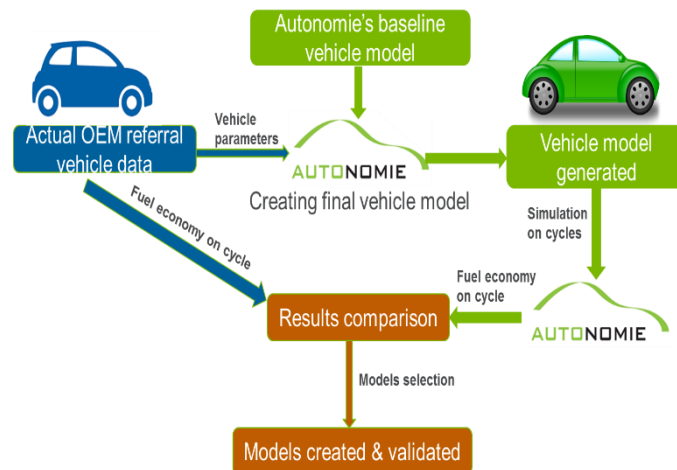 Autonomie's baseline
vehicle model
Actual OEM referral
vehicle data
Vehicle
parameters
AUTONOMIE
Creating final vehicle model
Vehicle model
generated
Fuel economy on cycle
Simulation
on cycles
Fuel economy
on cycle
AUTONOMIE
Results comparison
Models selection
Models created & validated